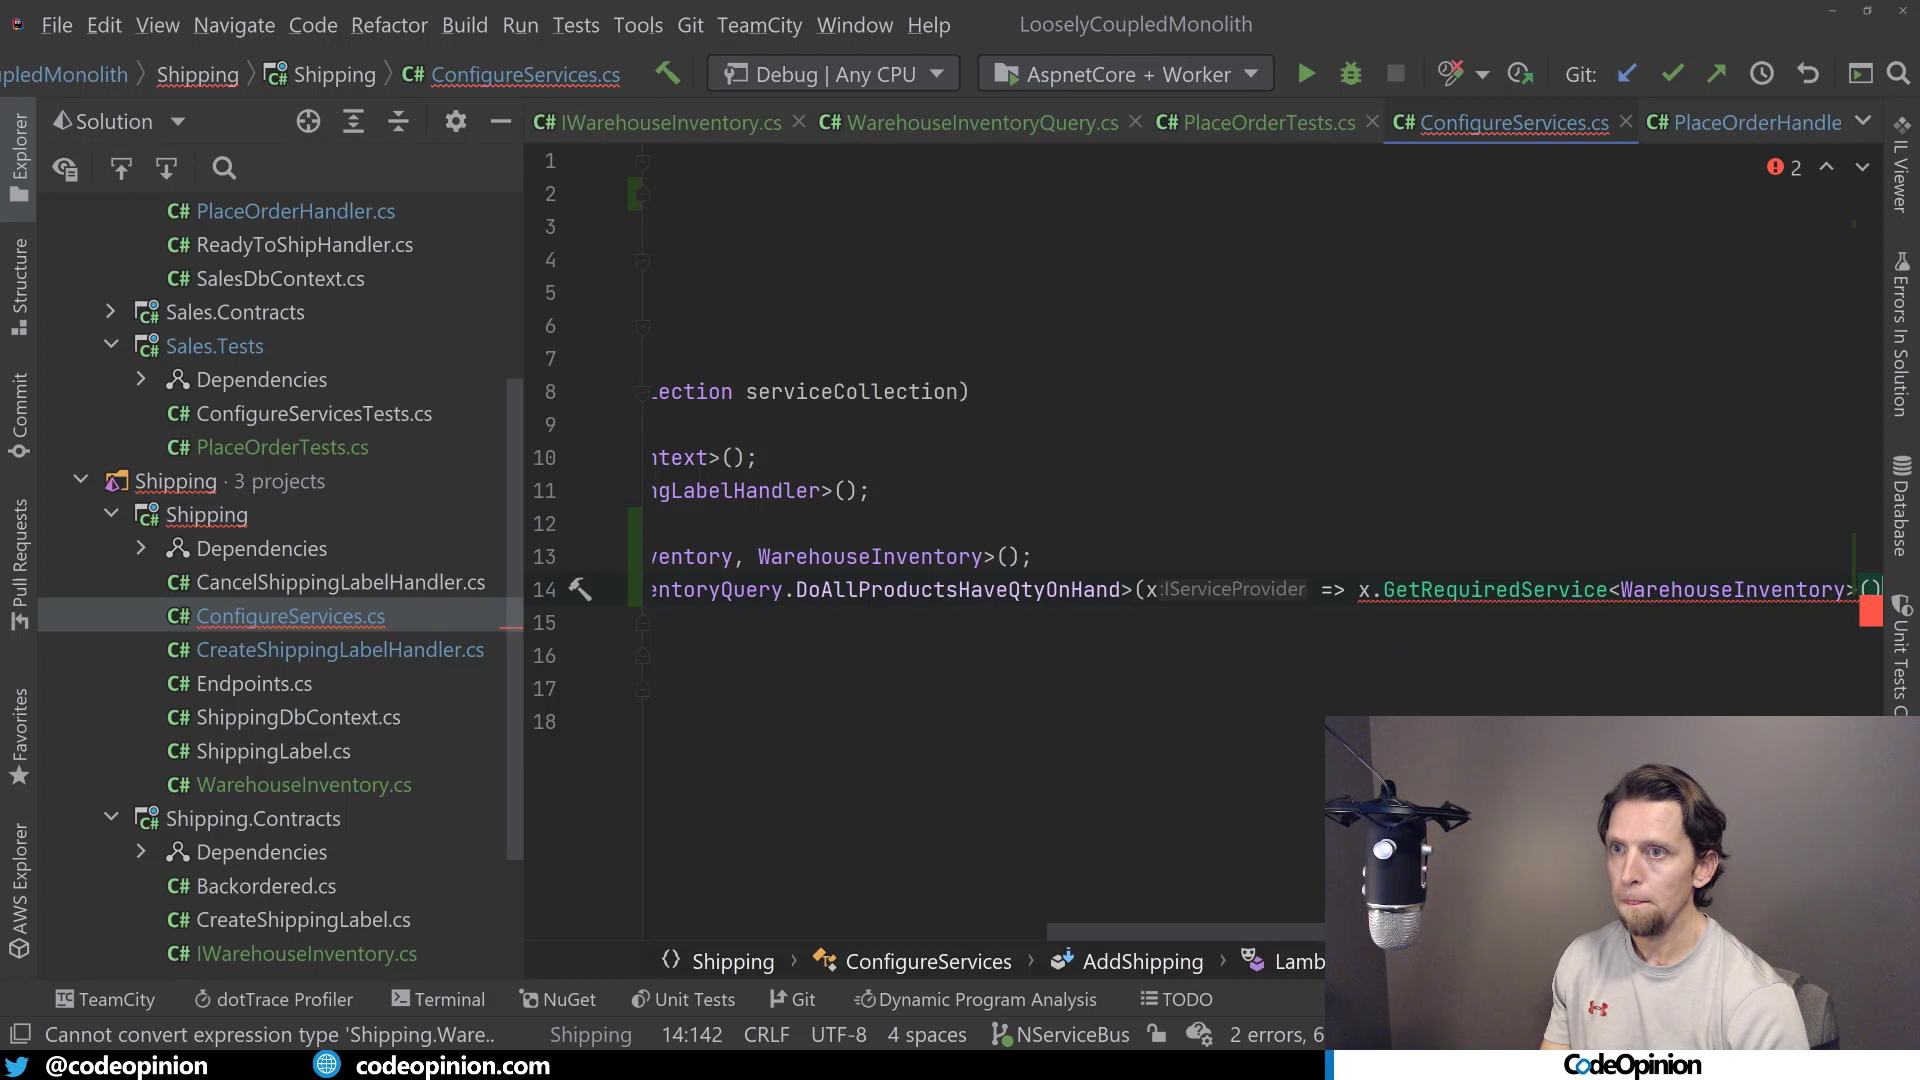 File Edit View Navigate Code Refactor Build Run Tests Tools Git TeamCity Window Help LooselyCoupledMonolith
upledMonolith Shipping Shipping C# ConfigureServices.cs Debug | Any CPU AspnetCore + Worker Git:
Solution
C# IWarehouseInventory.cs C# WarehouseInventoryQuery.cs C# PlaceOrderTests.cs C# ConfigureServices.cs C# PlaceOrderHandle
Explorer
Structure
Commit
Pull Requests
Favorites
AWS Explorer
C# PlaceOrderHandler.cs
C# ReadyToShipHandler.cs
C# SalesDbContext.cs
C# Sales.Contracts
C# Sales.Tests
Dependencies
C# ConfigureServicesTests.cs
C# PlaceOrderTests.cs
Shipping · 3 projects
C# Shipping
Dependencies
C# CancelShippingLabelHandler.cs
C# ConfigureServices.cs
C# CreateShippingLabelHandler.cs
C# Endpoints.cs
C# ShippingDbContext.cs
C# ShippingLabel.cs
C# WarehouseInventory.cs
C# Shipping.Contracts
Dependencies
C# Backordered.cs
C# CreateShippingLabel.cs
C# IWarehouseInventory.cs
2
1
2
3
4
5
6
7
8 lection serviceCollection)
9
10 ntext>();
11 ngLabelHandler>();
12
13 ventory, WarehouseInventory>();
14 entoryQuery.DoAllProductsHaveQtyOnHand>(x:IServiceProvider => x.GetRequiredService<WarehouseInventory>()
15
16
17
18
IL Viewer
Errors In Solution
Database
Unit Tests C
Shipping ConfigureServices AddShipping Lamb
TeamCity dotTrace Profiler Terminal NuGet Unit Tests Git Dynamic Program Analysis TODO
Cannot convert expression type 'Shipping.Ware.. Shipping 14:142 CRLF UTF-8 4 spaces NServiceBus 2 errors, 6
@codeopinion codeopinion.com
CodeOpinion